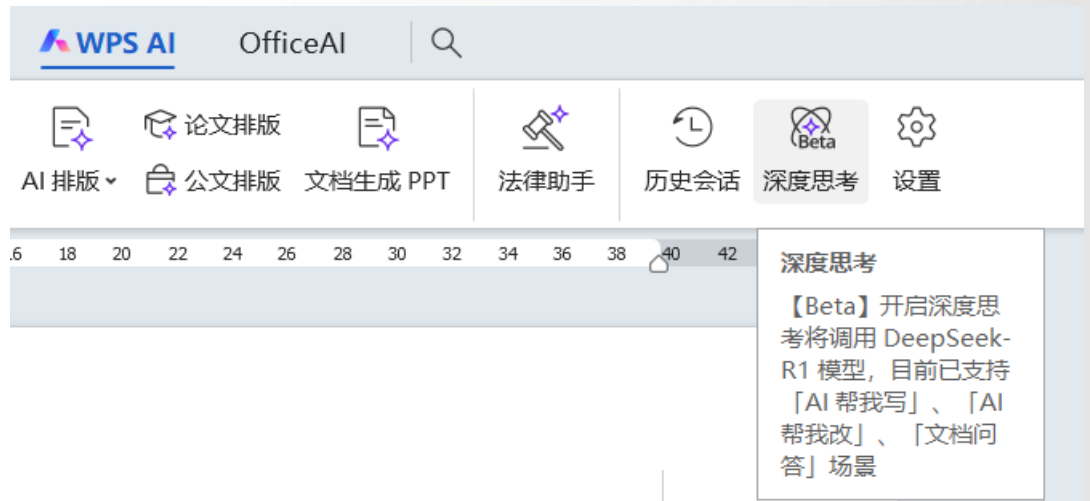 WPS AI OfficeAI
论文排版
Beta
AI 排版 公文排版 文档生成 PPT 法律助手 历史会话 深度思考 设置
18 20 22 24 26 28 30 32 34 36 38 40 42
深度思考
【Beta】开启深度思
考将调用 DeepSeek-
R1 模型，目前已支持
「AI 帮我写」、「AI
帮我改」、「文档问
答」场景